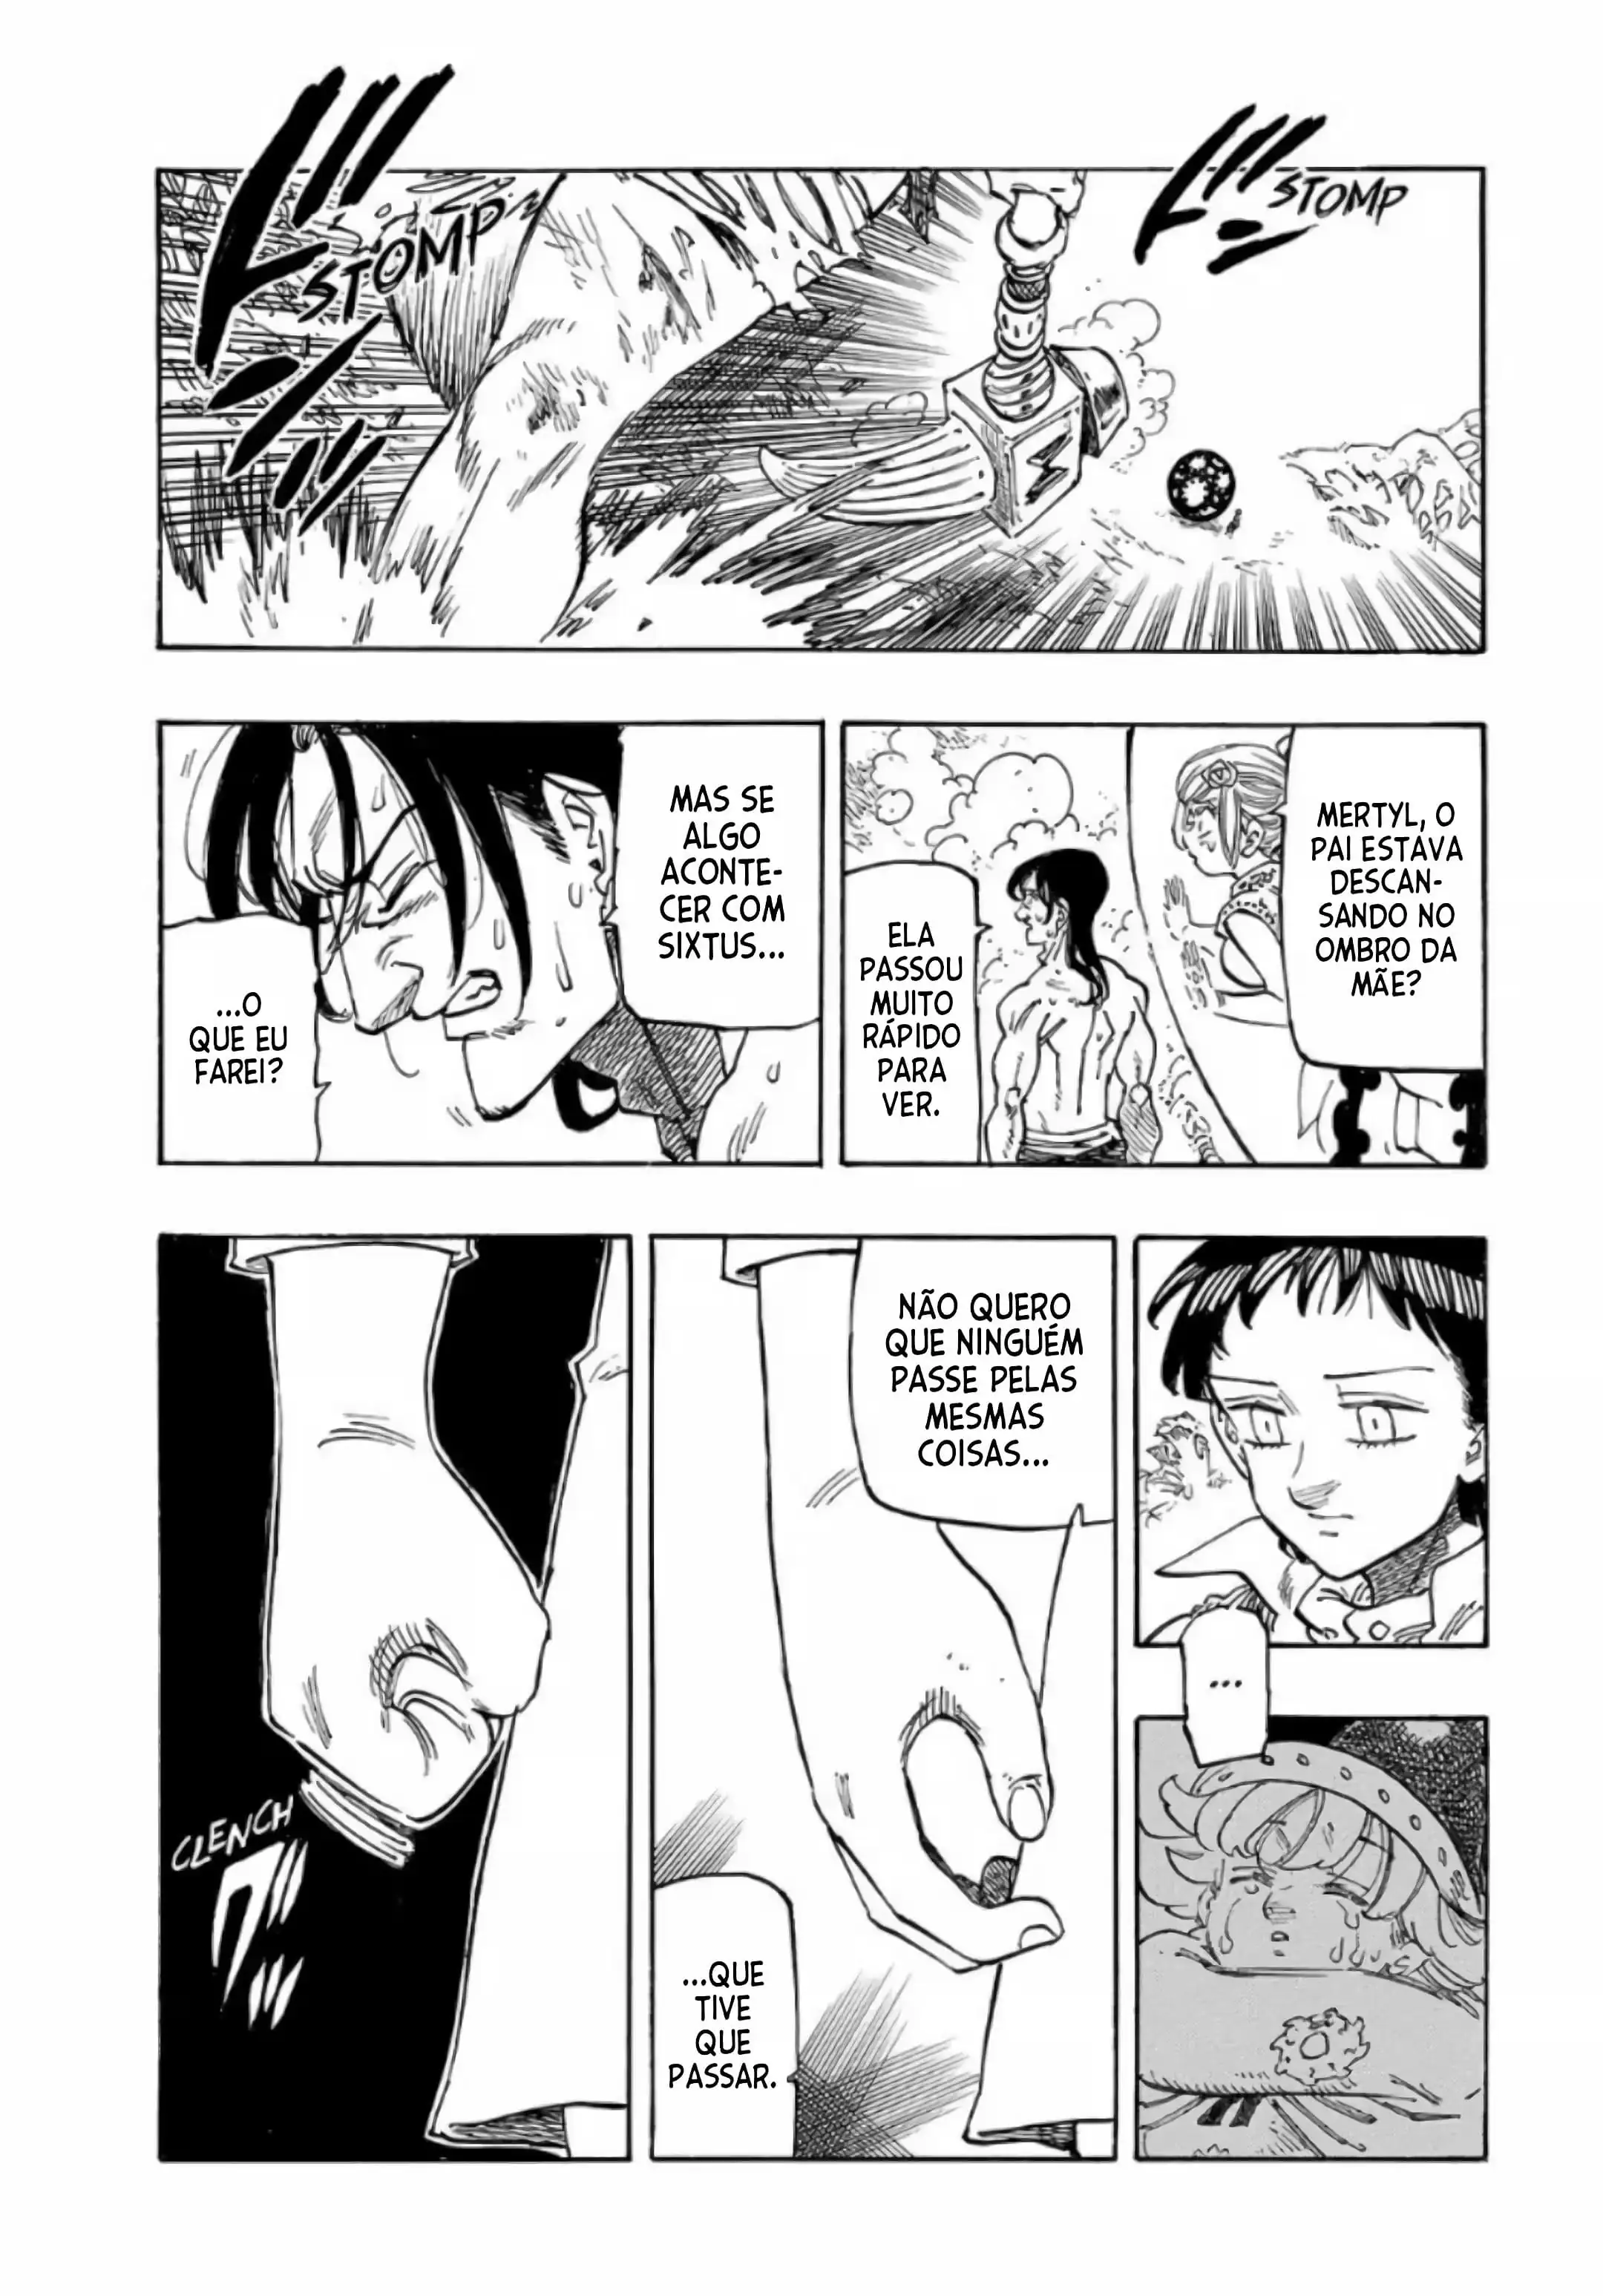 STOMP
STOMP
MERTYL, O
PAI ESTAVA
DESCAN-
SANDO NO
OMBRO DA
MÃE?
ELA
PASSOU
MUITO
RÁPIDO
PARA
VER.
MAS SE
ALGO
ACONTE-
CER COM
SIXTUS...
...O
QUE EU
FAREI?
...
NÃO QUERO
QUE NINGUÉM
PASSE PELAS
MESMAS
COISAS...
...QUE
TIVE
QUE
PASSAR.
CLENCH